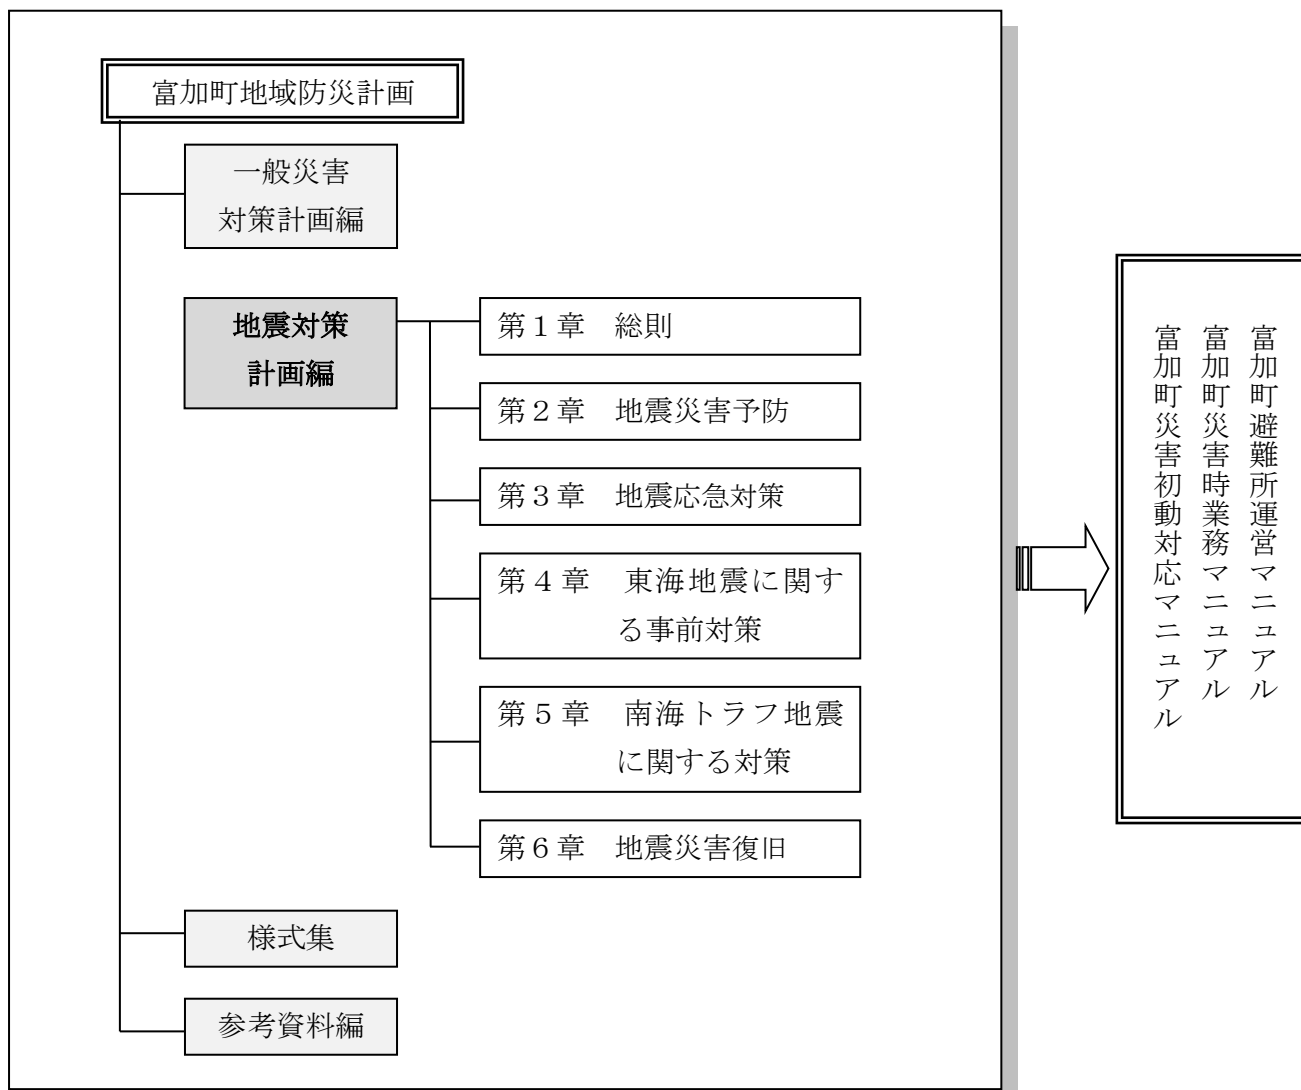 富加町地域防災計画
一般災害
対策計画編
地震対策
計画編
第１章　総則
第２章　地震災害予防
第３章　地震応急対策
第４章　東海地震に関す
る事前対策
第５章　南海トラフ地震
に関する対策
第６章　地震災害復旧
様式集
参考資料編
富加町避難所運営マニュアル
富加町災害時業務マニュアル
富加町災害初動対応マニュアル